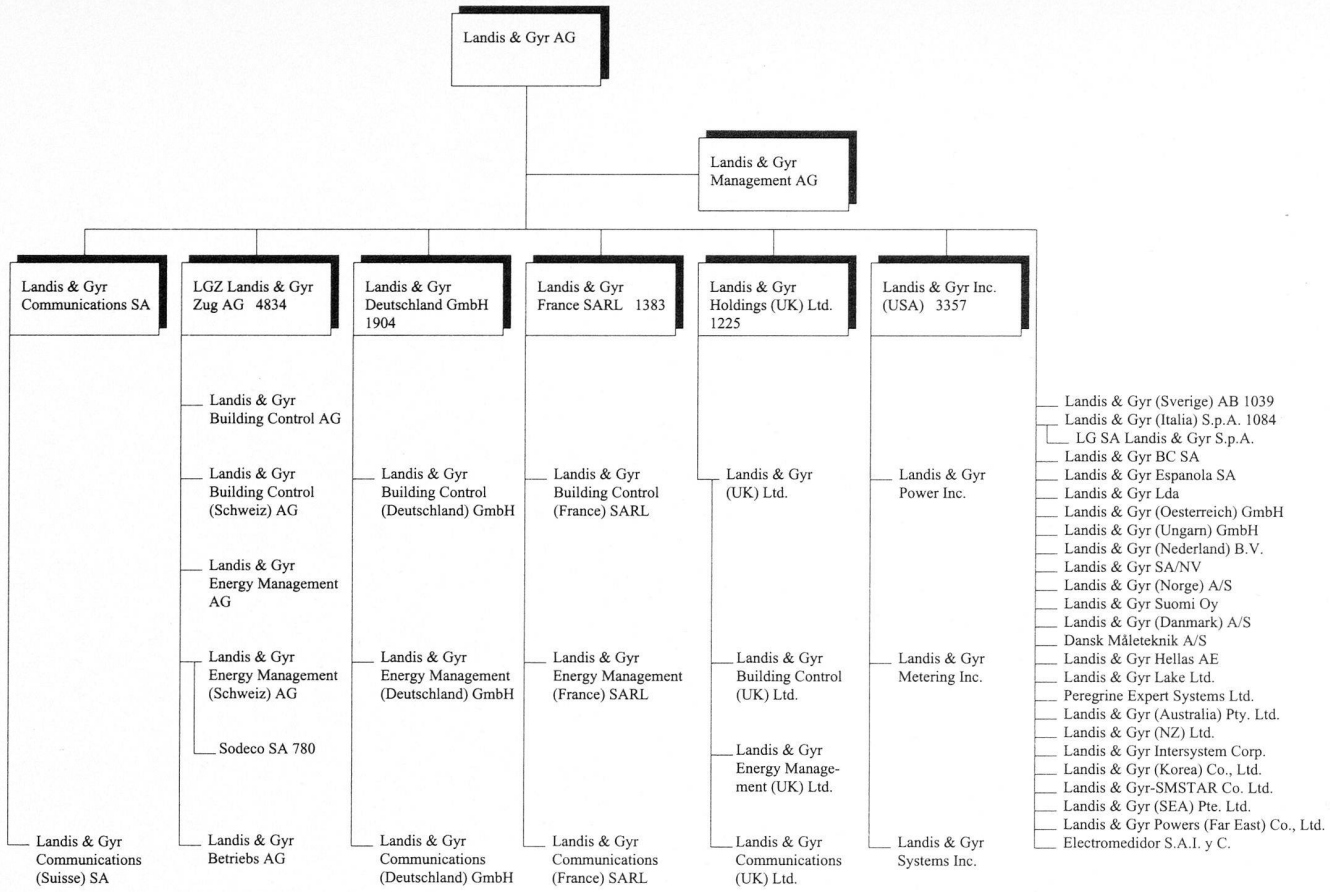 Landis & Gyr AG
Landis & Gyr
Management AG
Landis & Gyr
Communications SA
LGZ Landis & Gyr
Zug AG 4834
Landis & Gyr
Deutschland GmbH
1904
Landis & Gyr
France SARL 1383
Landis & Gyr
Holdings (UK) Ltd.
1225
Landis & Gyr Inc.
(USA) 3357
Landis & Gyr
Communications
(Suisse) SA
Landis & Gyr
Building Control AG
Landis & Gyr
Building Control
(Schweiz) AG
Landis & Gyr
Energy Management
AG
Landis & Gyr
Energy Management
(Schweiz) AG
Sodeco SA 780
Landis & Gyr
Betriebs AG
Landis & Gyr
Building Control
(Deutschland) GmbH
Landis & Gyr
Energy Management
(Deutschland) GmbH
Landis & Gyr
Communications
(Deutschland) GmbH
Landis & Gyr
Building Control
(France) SARL
Landis & Gyr
Energy Management
(France) SARL
Landis & Gyr
Communications
(France) SARL
Landis & Gyr
(UK) Ltd.
Landis & Gyr
Building Control
(UK) Ltd.
Landis & Gyr
Energy Manage-
ment (UK) Ltd.
Landis & Gyr
Communications
(UK) Ltd.
Landis & Gyr
Power Inc.
Landis & Gyr
Metering Inc.
Landis & Gyr
Systems Inc.
Landis & Gyr (Sverige) AB 1039
Landis & Gyr (Italia) S.p.A. 1084
LG SA Landis & Gyr S.p.A.
Landis & Gyr BC SA
Landis & Gyr Espanola SA
Landis & Gyr Lda
Landis & Gyr (Oesterreich) GmbH
Landis & Gyr (Ungarn) GmbH
Landis & Gyr (Nederland) B.V.
Landis & Gyr SA/NV
Landis & Gyr (Norge) A/S
Landis & Gyr Suomi Oy
Landis & Gyr (Danmark) A/S
Dansk Måleteknik A/S
Landis & Gyr Hellas AE
Landis & Gyr Lake Ltd.
Peregrine Expert Systems Ltd.
Landis & Gyr (Australia) Pty. Ltd.
Landis & Gyr (NZ) Ltd.
Landis & Gyr Intersystem Corp.
Landis & Gyr (Korea) Co., Ltd.
Landis & Gyr-SMSTAR Co. Ltd.
Landis & Gyr (SEA) Pte. Ltd.
Landis & Gyr Powers (Far East) Co., Ltd.
Electromedidor S.A.I. y C.